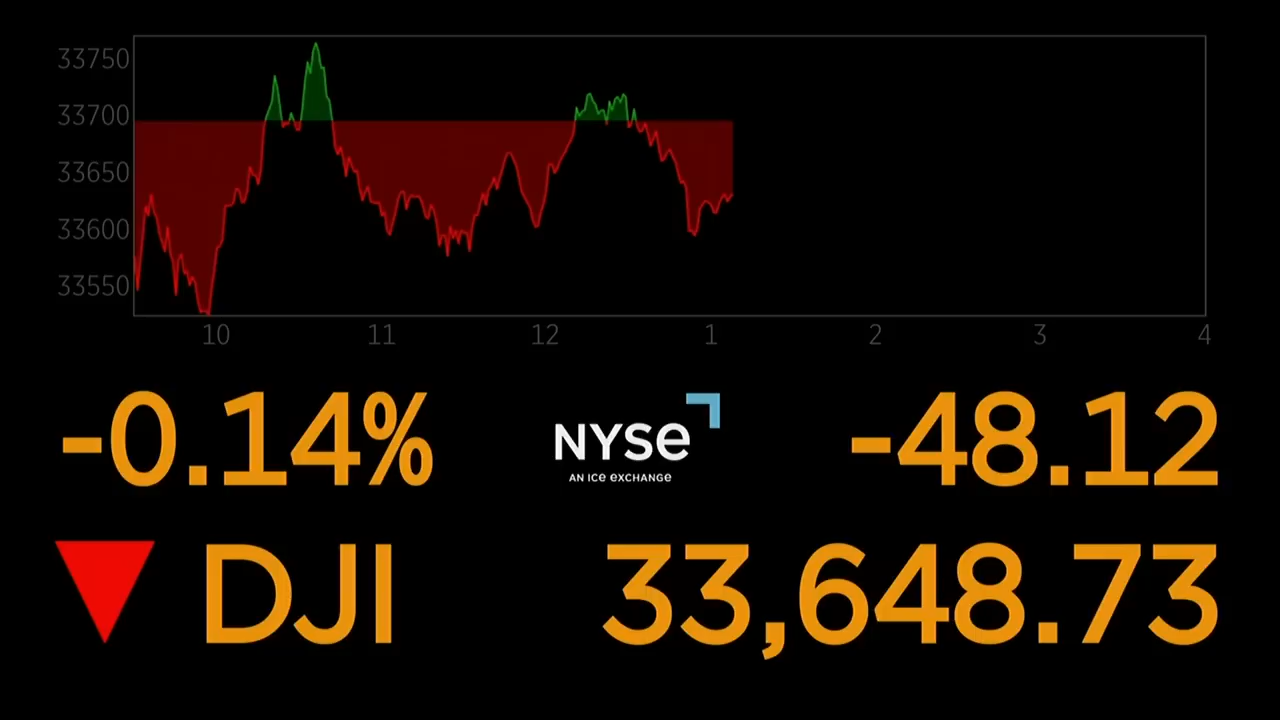 33750
33700
33650
33600
33550
10 11 12 1 2 3 4
-0.14% NYSE -48.12
AN ICE EXCHANGE
DJI 33,648.73